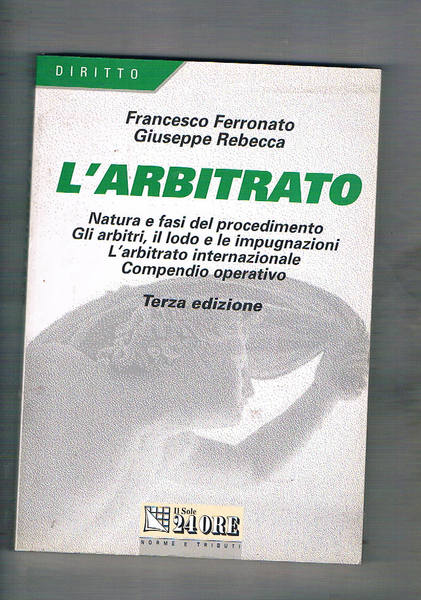 DIRITTO
Francesco Ferronato
Giuseppe Rebecca
L'ARBITRATO
Natura e fasi del procedimento
Gli arbitri, il lodo e le impugnazioni
L'arbitrato internazionale
Compendio operativo
Terza edizione
Il Sole
24 ORE
NORME E TRIBUTI